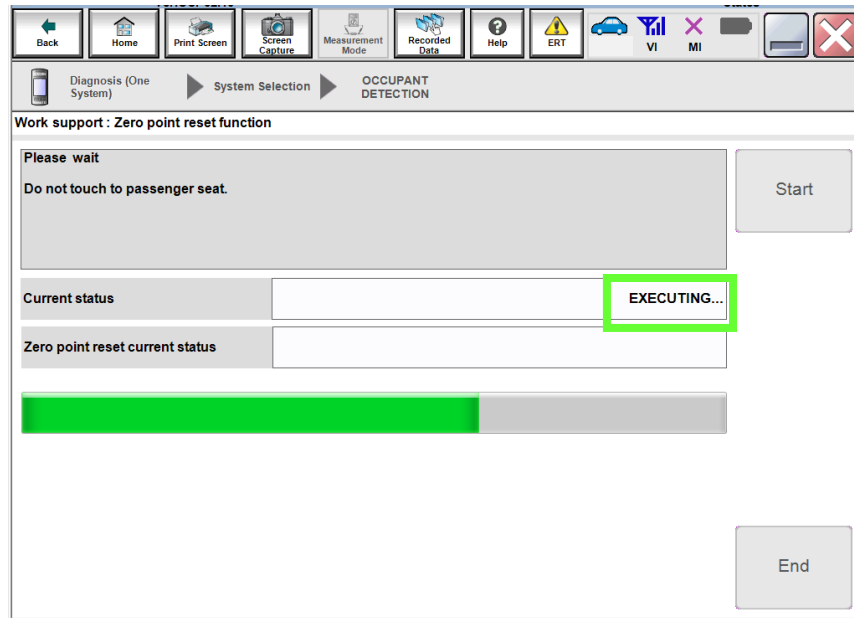 Back
Home
Print Screen
Screen
Capture
Measurement
Mode
Recorded
Data
Help
ERT
VI
MI
Diagnosis (One
System)
System Selection
OCCUPANT
DETECTION
Work support : Zero point reset function
Please wait
Do not touch to passenger seat.
Start
Current status
EXECUTING...
Zero point reset current status
End